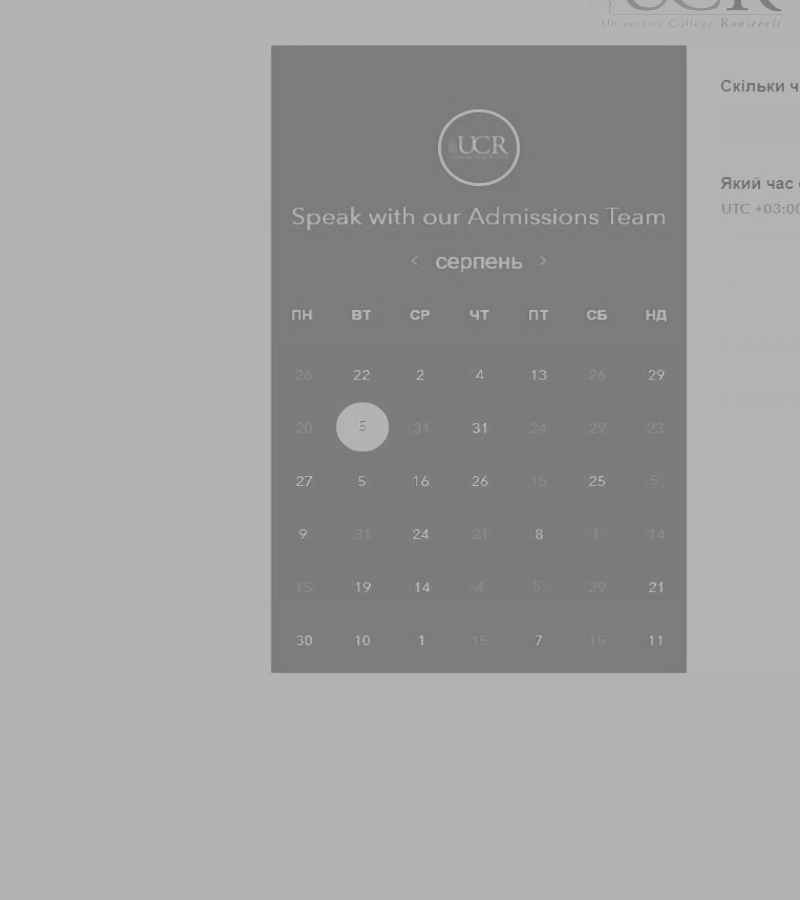 UCR
University College Roosevelt
UCR
Speak with our Admissions Team
< серпень >
ПН ВТ СР ЧТ ПТ СБ НД
26 22 2 4 13 26 29
20 5 31 31 24 29 23
27 5 16 26 15 25 5
9 31 24 21 8 1 14
15 19 14 4 5 29 21
30 10 1 15 7 15 11
Скільки ч
Який час
UTC +03:00